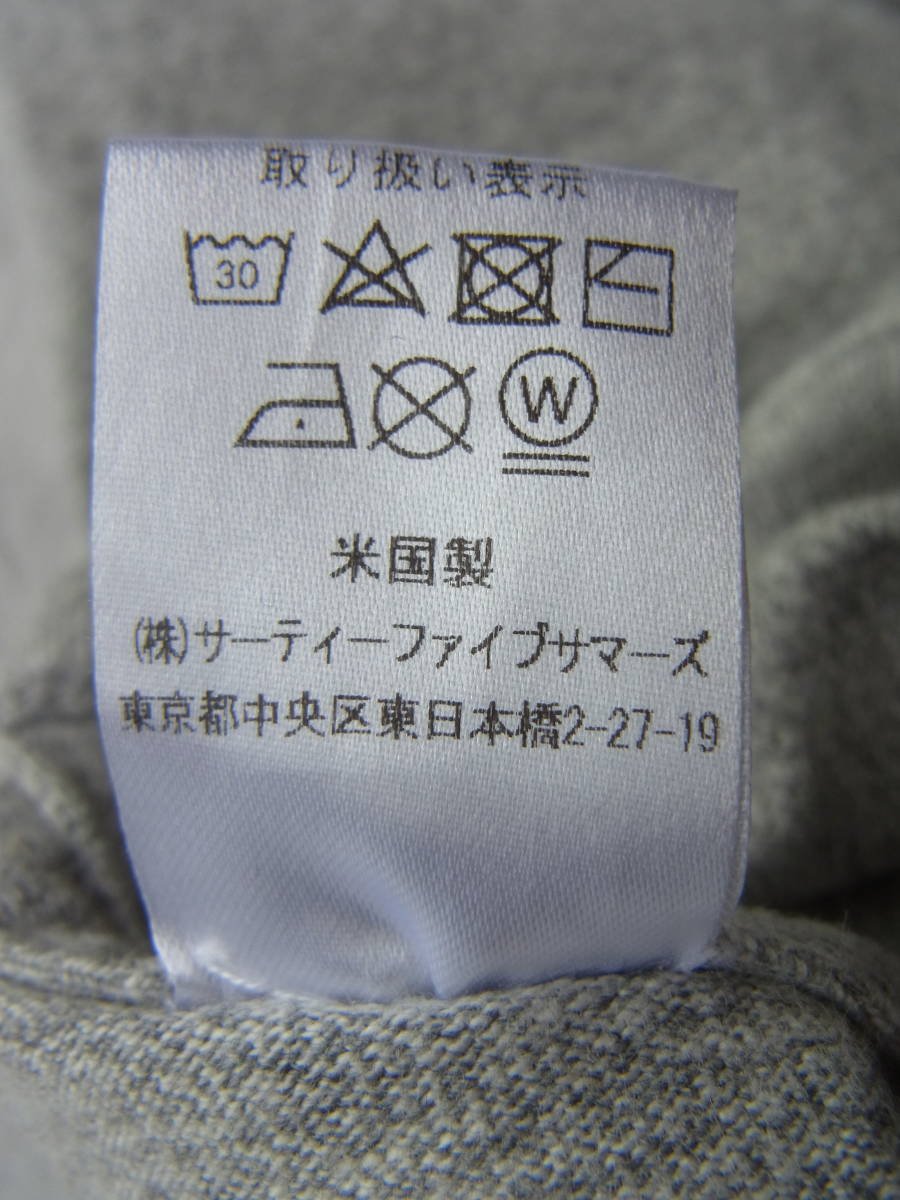 取り扱い表示
30
W
米国製
(株)サーティーファイブサマーズ
東京都中央区東日本橋2-27-19